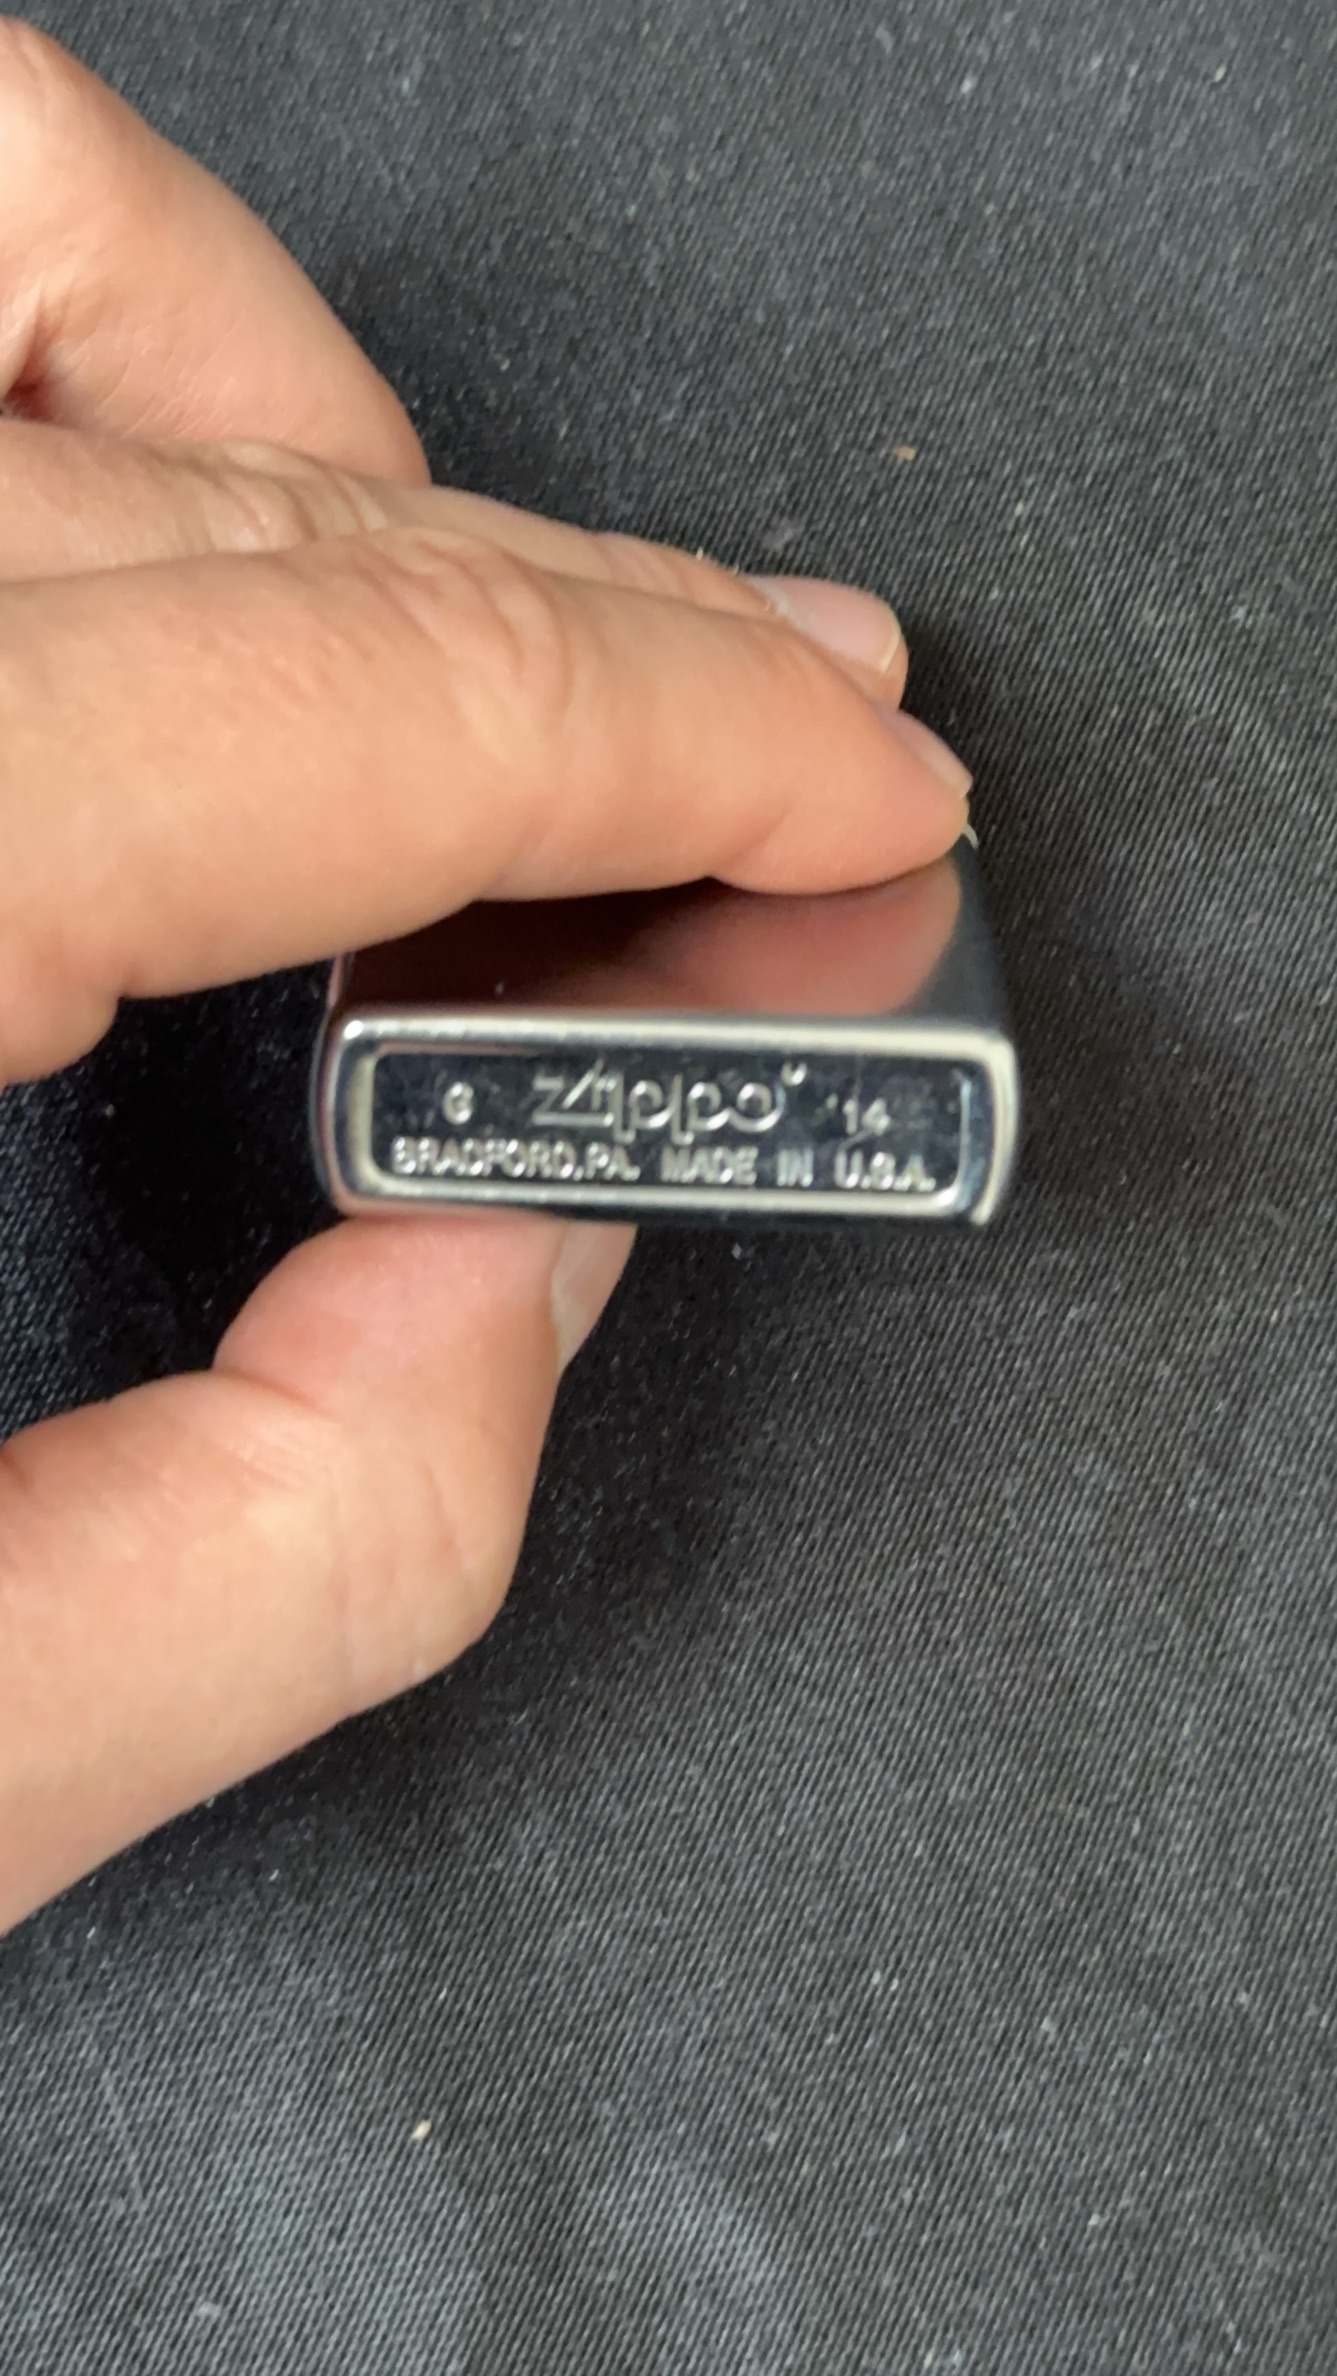 G Zippo® '14
BRADFORD,PA. MADE IN U.S.A.